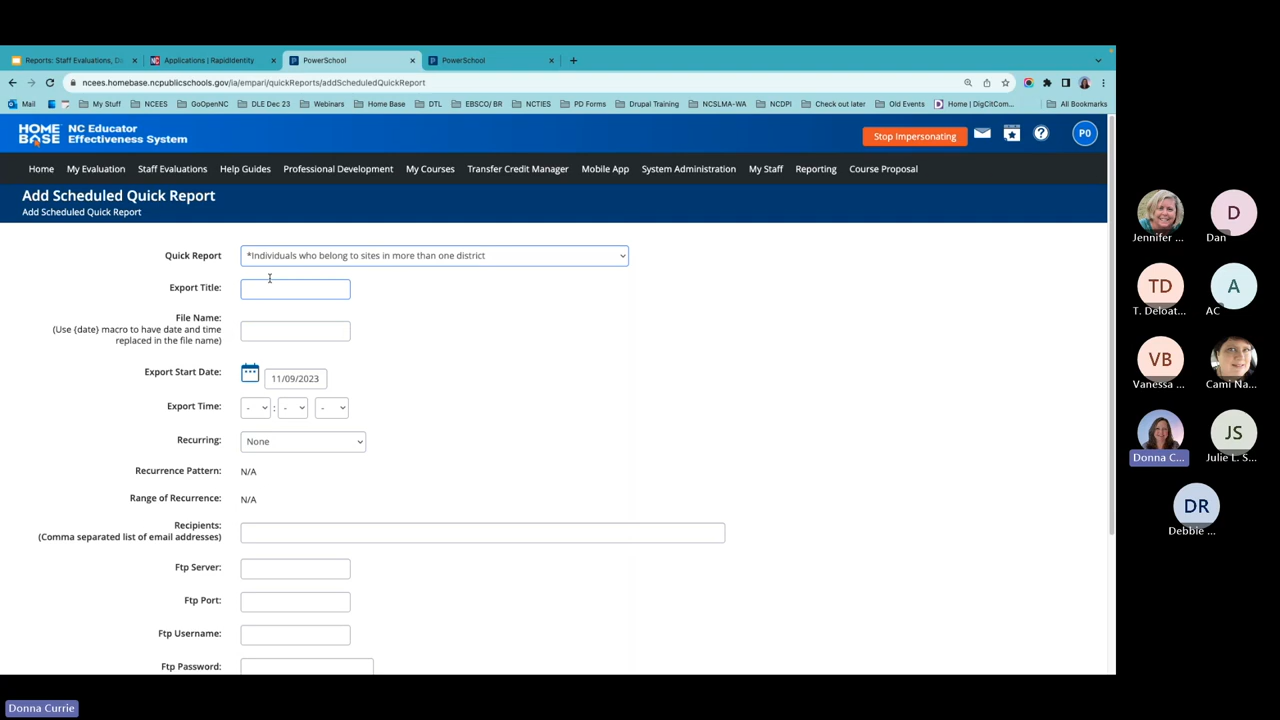 Reports: Staff Evaluations, Di
Applications | RapidIdentity
PowerSchool
PowerSchool
ncees.homebase.ncpublicschools.gov/ia/empari/quickReports/addScheduledQuickReport
Mail
My Stuff
NCEES
GoOpenNC
DLE Dec 23
Webinars
Home Base
DTL
EBSCO/ BR
NCTIES
PD Forms
Drupal Training
NCSLMA-WA
NCDPI
Check out later
Old Events
Home | DigCitCom...
All Bookmarks
HOME BASE
NC Educator
Effectiveness System
Stop Impersonating
P0
Home
My Evaluation
Staff Evaluations
Help Guides
Professional Development
My Courses
Transfer Credit Manager
Mobile App
System Administration
My Staff
Reporting
Course Proposal
Add Scheduled Quick Report
Add Scheduled Quick Report
Quick Report
*Individuals who belong to sites in more than one district
Export Title:
File Name:
(Use {date} macro to have date and time
replaced in the file name)
Export Start Date:
11/09/2023
Export Time:
- : - -
Recurring:
None
Recurrence Pattern:
N/A
Range of Recurrence:
N/A
Recipients:
(Comma separated list of email addresses)
Ftp Server:
Ftp Port:
Ftp Username:
Ftp Password:
Jennifer ...
D
Dan
TD
T. Deloat...
A
AC
VB
Vanessa ...
Cami Na...
Donna C...
JS
Julie L. S...
DR
Debbie ...
Donna Currie